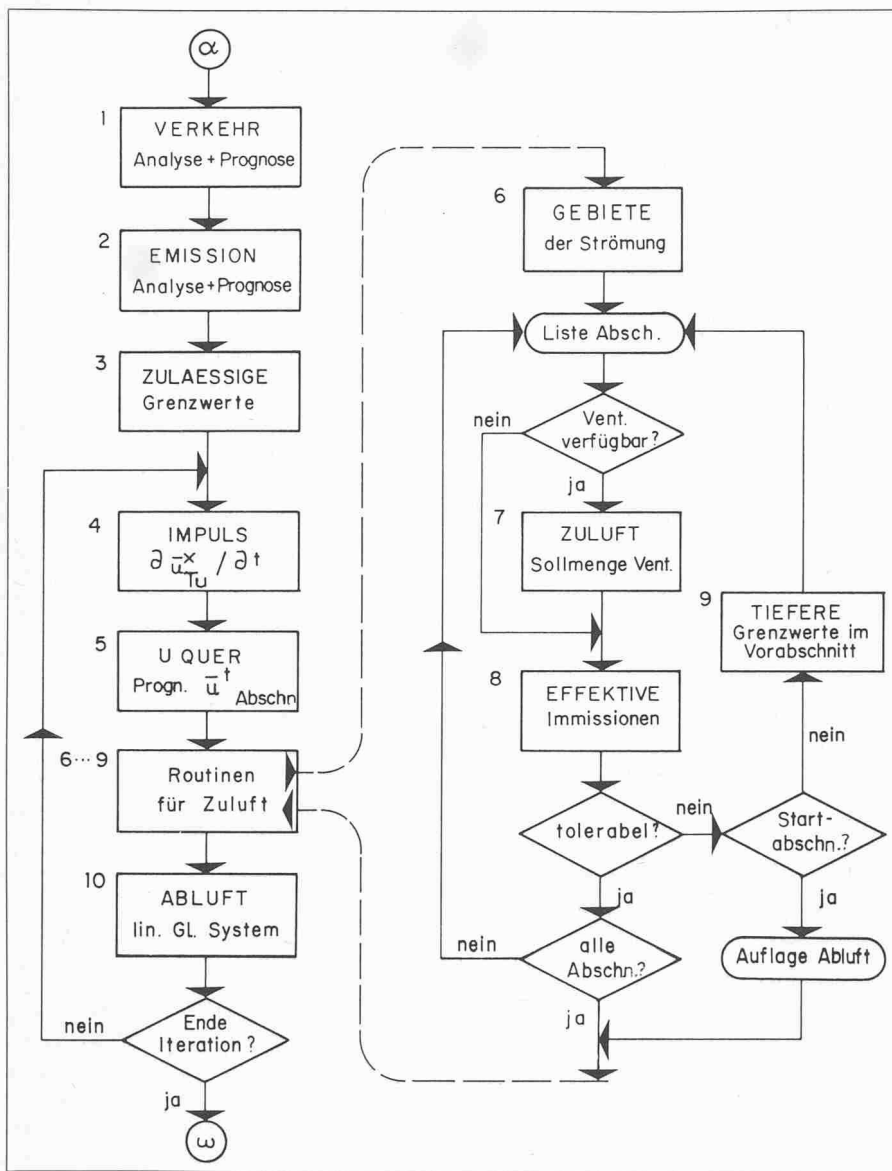 α
1
VERKEHR
Analyse + Prognose
2
EMISSION
Analyse + Prognose
3
ZULAESSIGE
Grenzwerte
4
IMPULS
∂ ū^x_Tu / ∂t
5
U QUER
Progn. ū^t Abschn
6···9
Routinen
für Zuluft
10
ABLUFT
lin. GL. System
Ende
Iteration?
nein
ja
ω
6
GEBIETE
der Strömung
Liste Absch.
Vent.
verfügbar?
nein
ja
7
ZULUFT
Sollmenge Vent.
8
EFFEKTIVE
Immissionen
tolerabel?
nein
ja
alle
Abschn.?
nein
ja
9
TIEFERE
Grenzwerte im
Vorabschnitt
nein
Start-
abschn.?
ja
Auflage Abluft